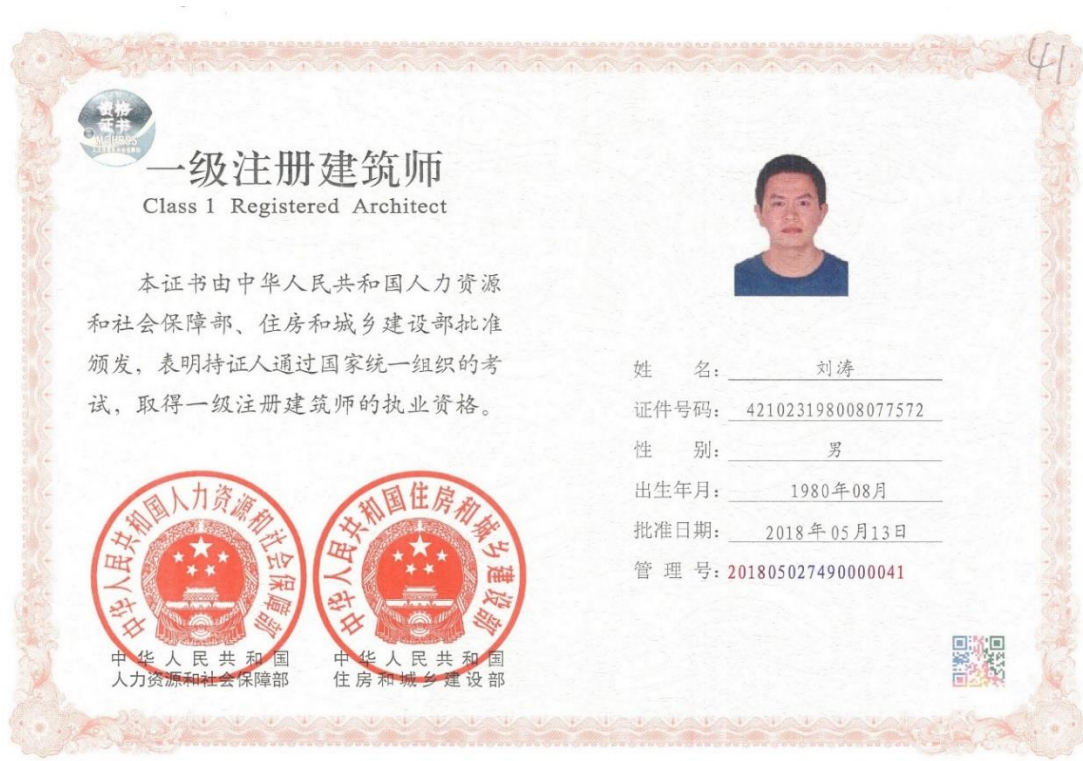 41
资格
证书
一级注册建筑师
Class 1 Registered Architect
本证书由中华人民共和国人力资源
和社会保障部、住房和城乡建设部批准
颁发，表明持证人通过国家统一组织的考
试，取得一级注册建筑师的执业资格。
姓 名：刘涛
证件号码：421023198008077572
性 别：男
出生年月：1980年08月
批准日期：2018年05月13日
管 理 号：201805027490000041
中华人民共和国人力资源和社会保障部
中华人民共和国住房和城乡建设部
中华人民共和国
人力资源和社会保障部
中华人民共和国
住房和城乡建设部